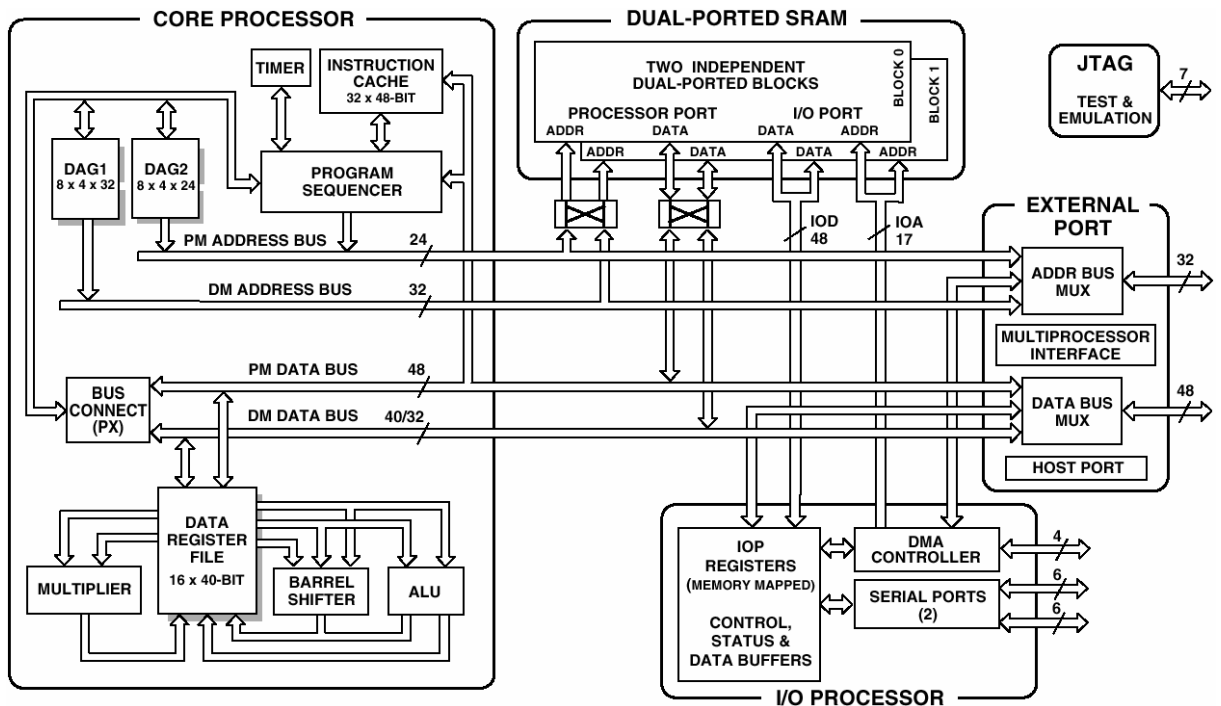 CORE PROCESSOR
TIMER
INSTRUCTION
CACHE
32 x 48-BIT
DAG1
8 x 4 x 32
DAG2
8 x 4 x 24
PROGRAM
SEQUENCER
PM ADDRESS BUS
24
DM ADDRESS BUS
32
BUS
CONNECT
(PX)
PM DATA BUS
48
DM DATA BUS
40/32
DATA
REGISTER
FILE
16 x 40-BIT
MULTIPLIER
BARREL
SHIFTER
ALU
DUAL-PORTED SRAM
TWO INDEPENDENT
DUAL-PORTED BLOCKS
BLOCK 0
BLOCK 1
PROCESSOR PORT
I/O PORT
ADDR
DATA
DATA
ADDR
ADDR
DATA
DATA
ADDR
IOD
48
IOA
17
JTAG
TEST &
EMULATION
7
EXTERNAL
PORT
ADDR BUS
MUX
32
MULTIPROCESSOR
INTERFACE
DATA BUS
MUX
48
HOST PORT
IOP
REGISTERS
(MEMORY MAPPED)
CONTROL,
STATUS &
DATA BUFFERS
DMA
CONTROLLER
4
SERIAL PORTS
(2)
6
6
I/O PROCESSOR